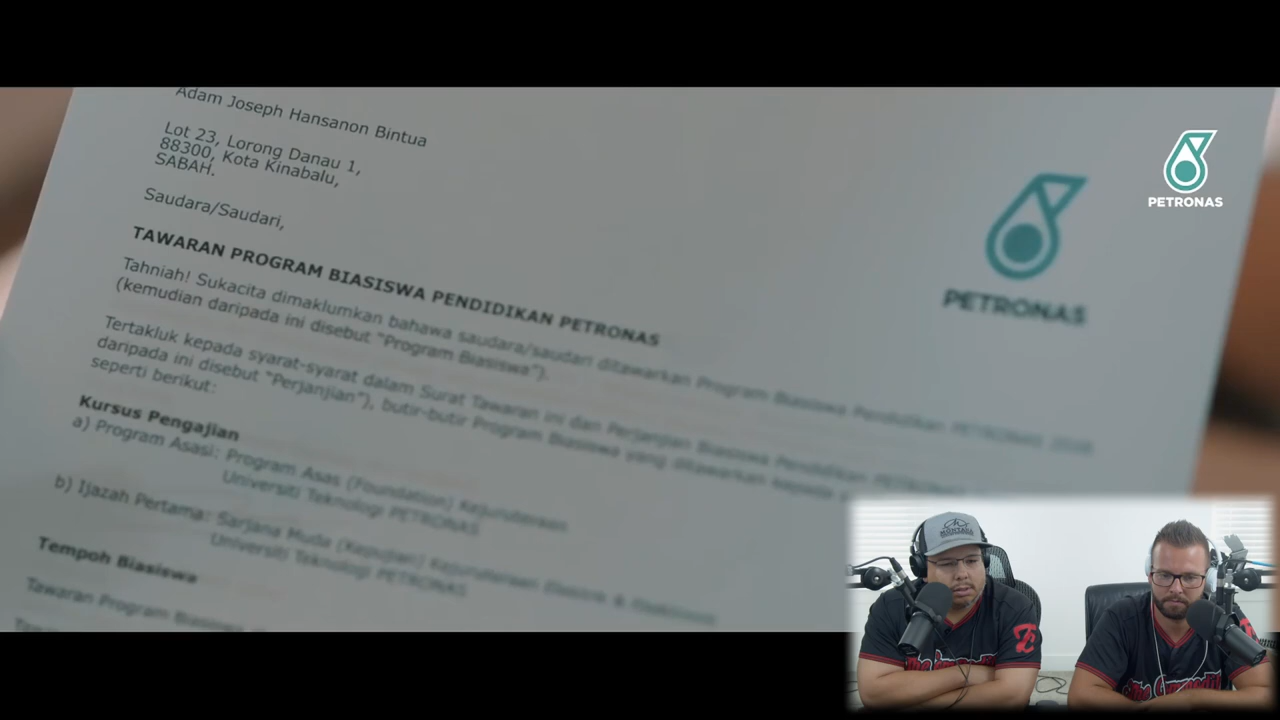 Adam Joseph Hansanon Bintua
Lot 23, Lorong Danau 1,
88300, Kota Kinabalu,
SABAH.
Saudara/Saudari,
TAWARAN PROGRAM BIASISWA PENDIDIKAN PETRONAS
Tahniah! Sukacita dimaklumkan bahawa saudara/saudari ditawarkan Program Biasiswa Pendidikan PETRONAS
(kemudian daripada ini disebut "Program Biasiswa").
Tertakluk kepada syarat-syarat dalam Surat Tawaran ini dan Perjanjian Biasiswa Pendidikan PETRONAS
daripada ini disebut "Perjanjian"), butir-butir Program Biasiswa yang ditawarkan kepada
seperti berikut:
Kursus Pengajian
a) Program Asasi: Program Asas (Foundation) Kejuruteraan
Universiti Teknologi PETRONAS
b) Ijazah Pertama: Sarjana Muda (Kepujian) Kejuruteraan Elektrik &
Universiti Teknologi PETRONAS
Tempoh Biasiswa
Tawaran Program Biasiswa
PETRONAS
PETRONAS
MONTANA